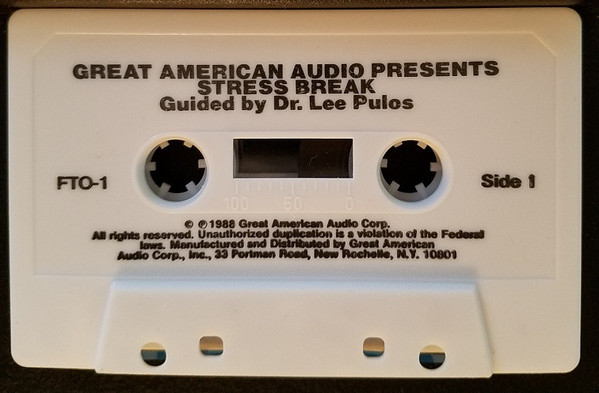 GREAT AMERICAN AUDIO PRESENTS
STRESS BREAK
Guided by Dr. Lee Pulos
FTO-1
Side 1
100 50 0
© ℗ 1988 Great American Audio Corp.
All rights reserved. Unauthorized duplication is a violation of the Federal
laws. Manufactured and Distributed by Great American
Audio Corp., Inc., 33 Portman Road, New Rochelle, N.Y. 10801